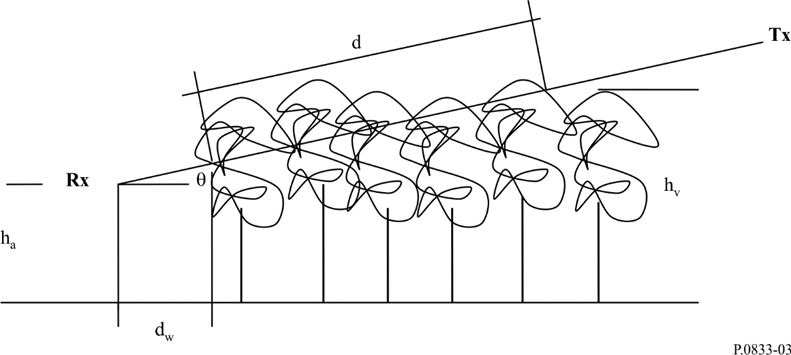 Tx
d
Rx
θ
h_v
h_a
d_w
P.0833-03